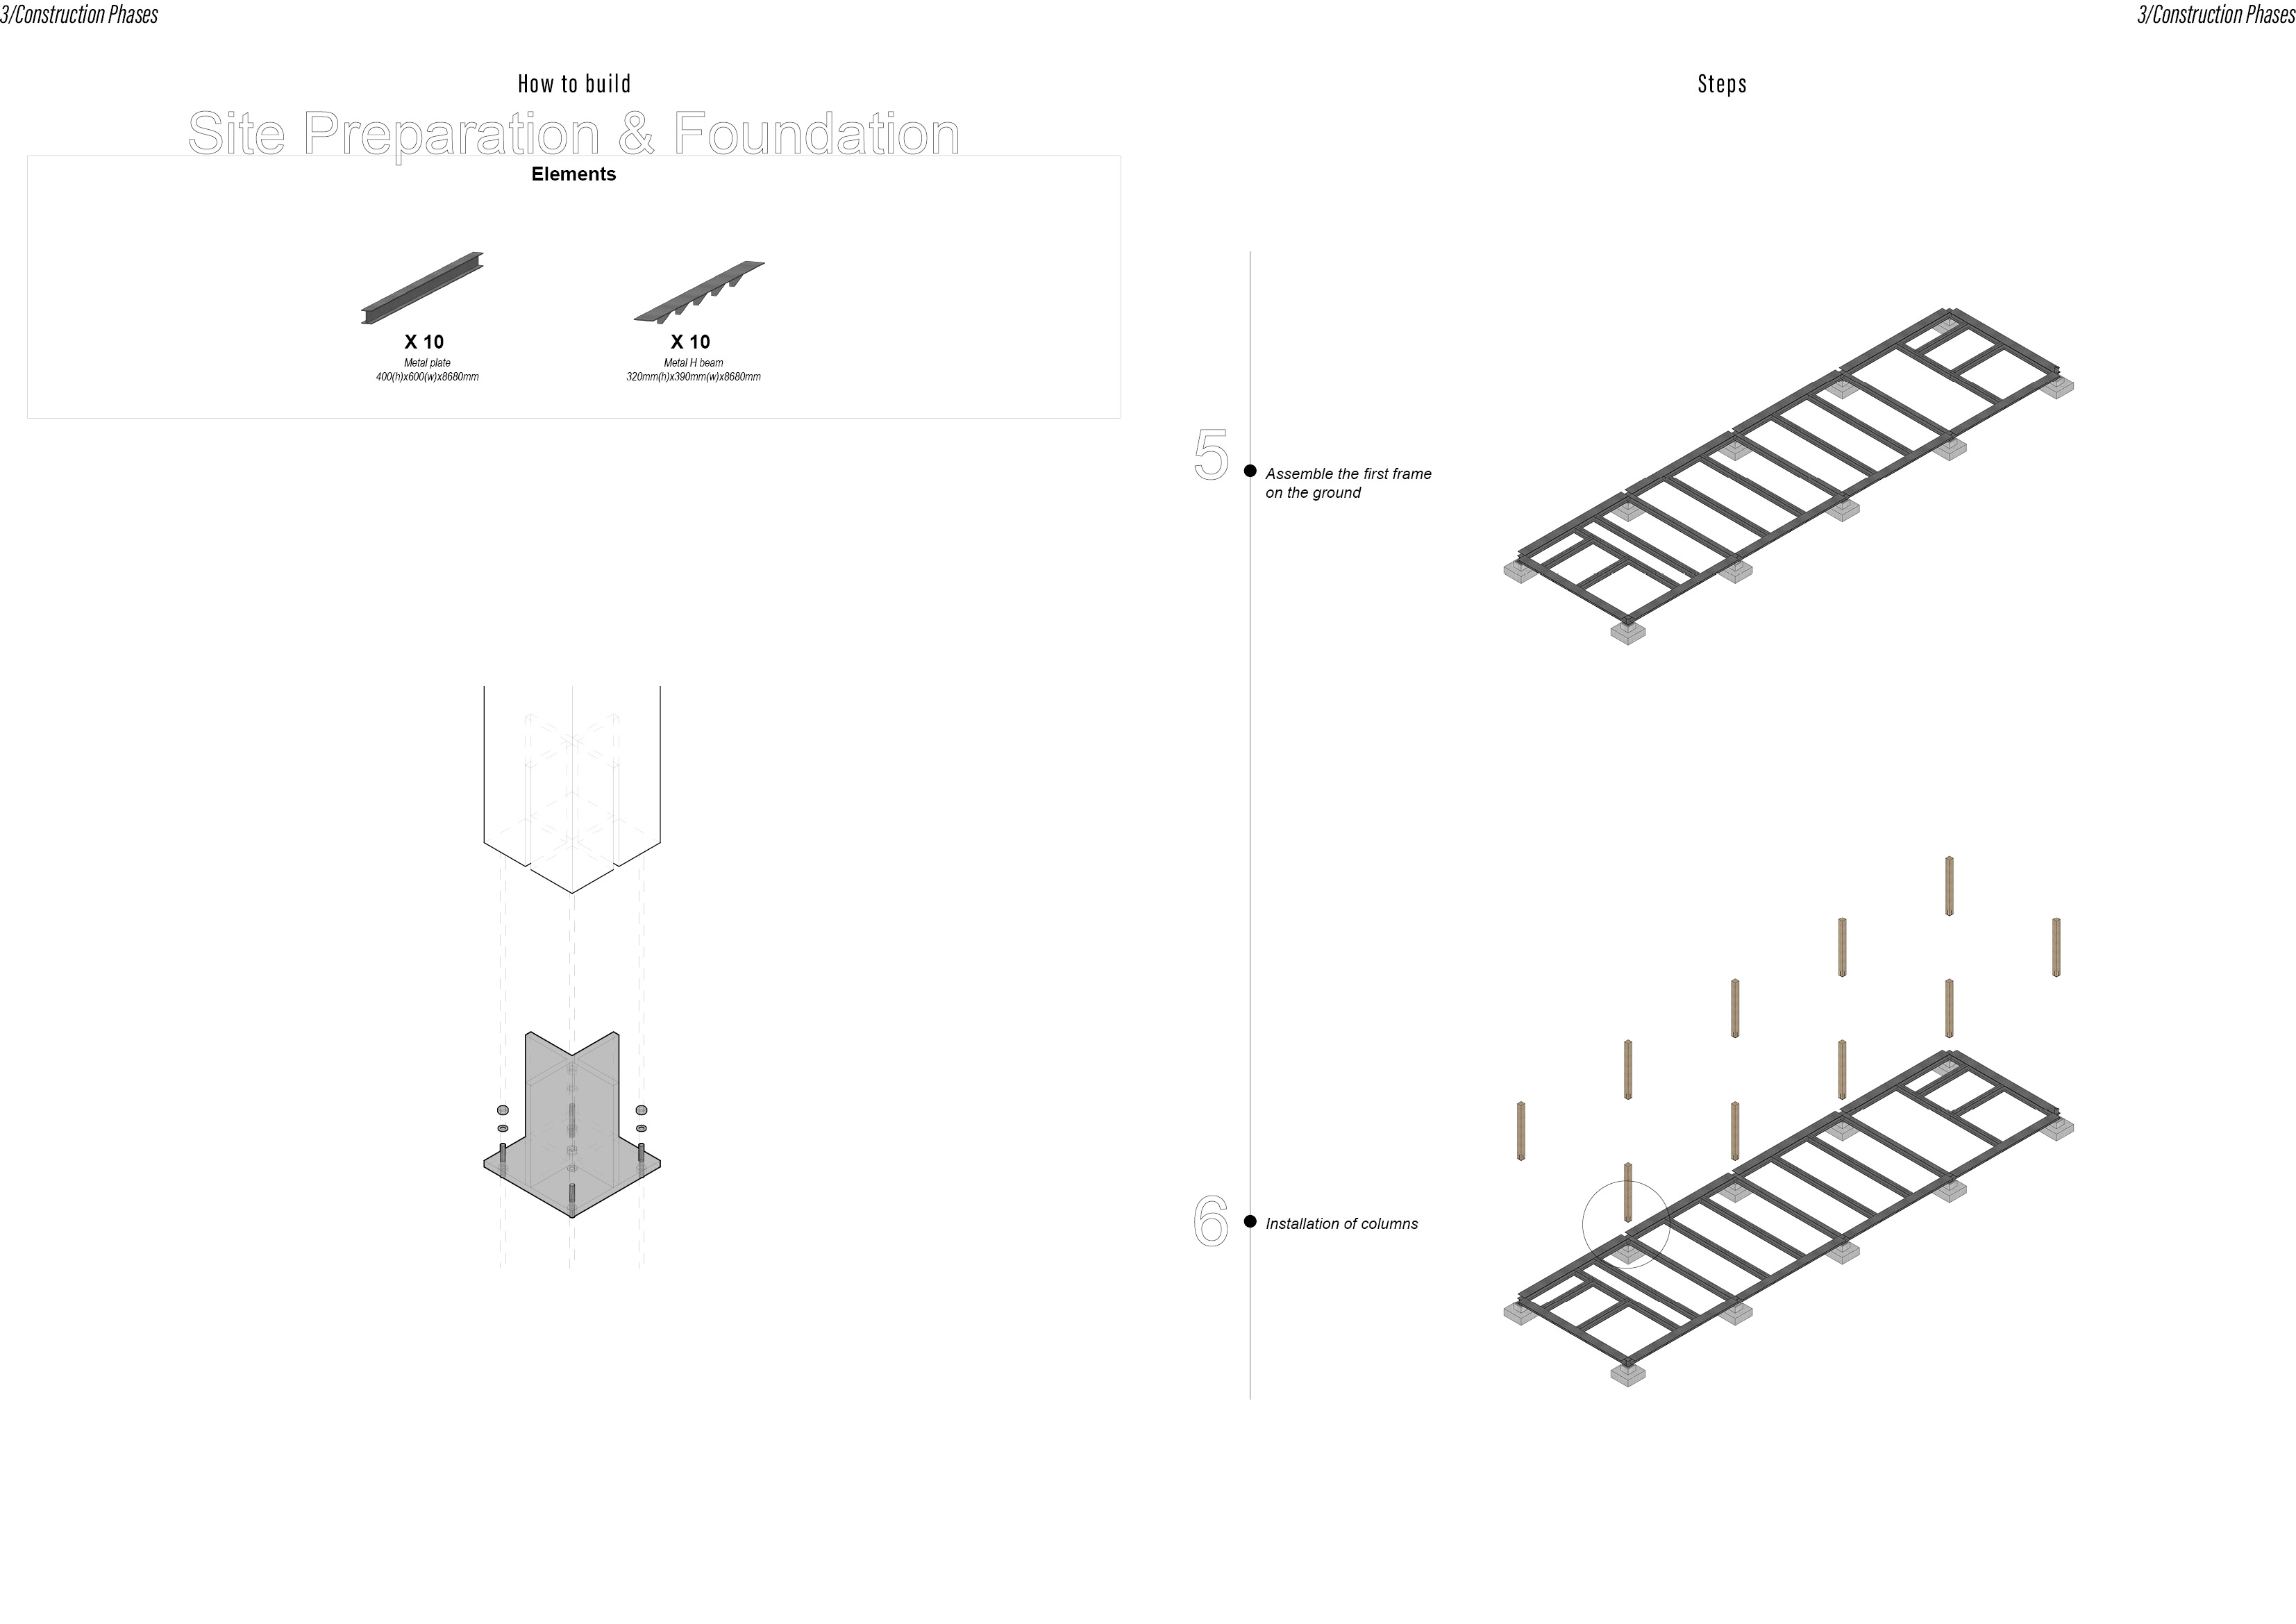 3/Construction Phases
3/Construction Phases
How to build
Site Preparation & Foundation
Elements
X 10
Metal plate
400(h)x600(w)x8680mm
X 10
Metal H beam
320mm(h)x390mm(w)x8680mm
Steps
5
Assemble the first frame
on the ground
6
Installation of columns